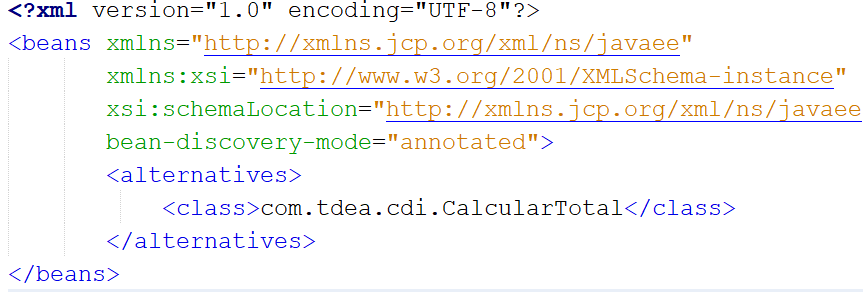 <?xml version="1.0" encoding="UTF-8"?>
<beans xmlns="http://xmlns.jcp.org/xml/ns/javaee"
xmlns:xsi="http://www.w3.org/2001/XMLSchema-instance"
xsi:schemaLocation="http://xmlns.jcp.org/xml/ns/javaee
bean-discovery-mode="annotated">
<alternatives>
<class>com.tdea.cdi.CalcularTotal</class>
</alternatives>
</beans>